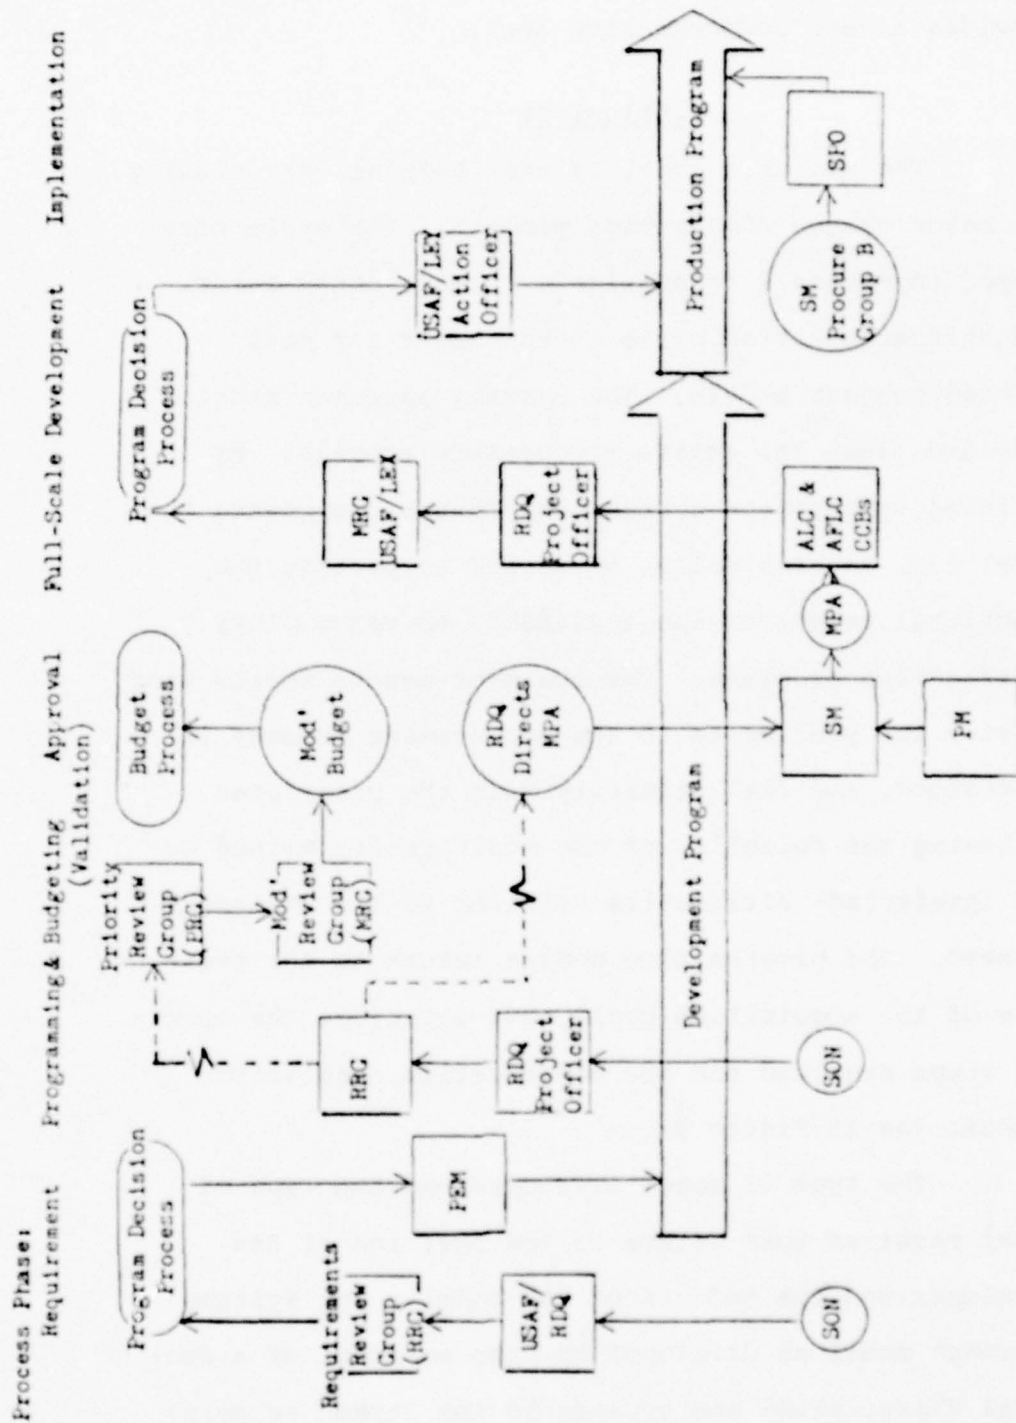 Process Phase:
Requirement
Programing & Budgeting
Approval
(Validation)
Full-Scale Development
Implementation
Program Decision
Process
Requirements
Review
Group
(RRG)
USAF/
RDQ
SON
PEM
Priority
Review
Group
(PRG)
Mod'
Review
Group
(MRG)
RRG
RDQ
Project
Officer
SON
Budget
Process
Mod'
Budget
RDQ
Directs
MPA
SM
PM
MPA
ALC &
AFLC
CCBs
RDQ
Project
Officer
MRG
USAF/LEX
Program Decision
Process
USAF/LEY
Action
Officer
Development Program
Production Program
SM
Procure
Group B
SPO